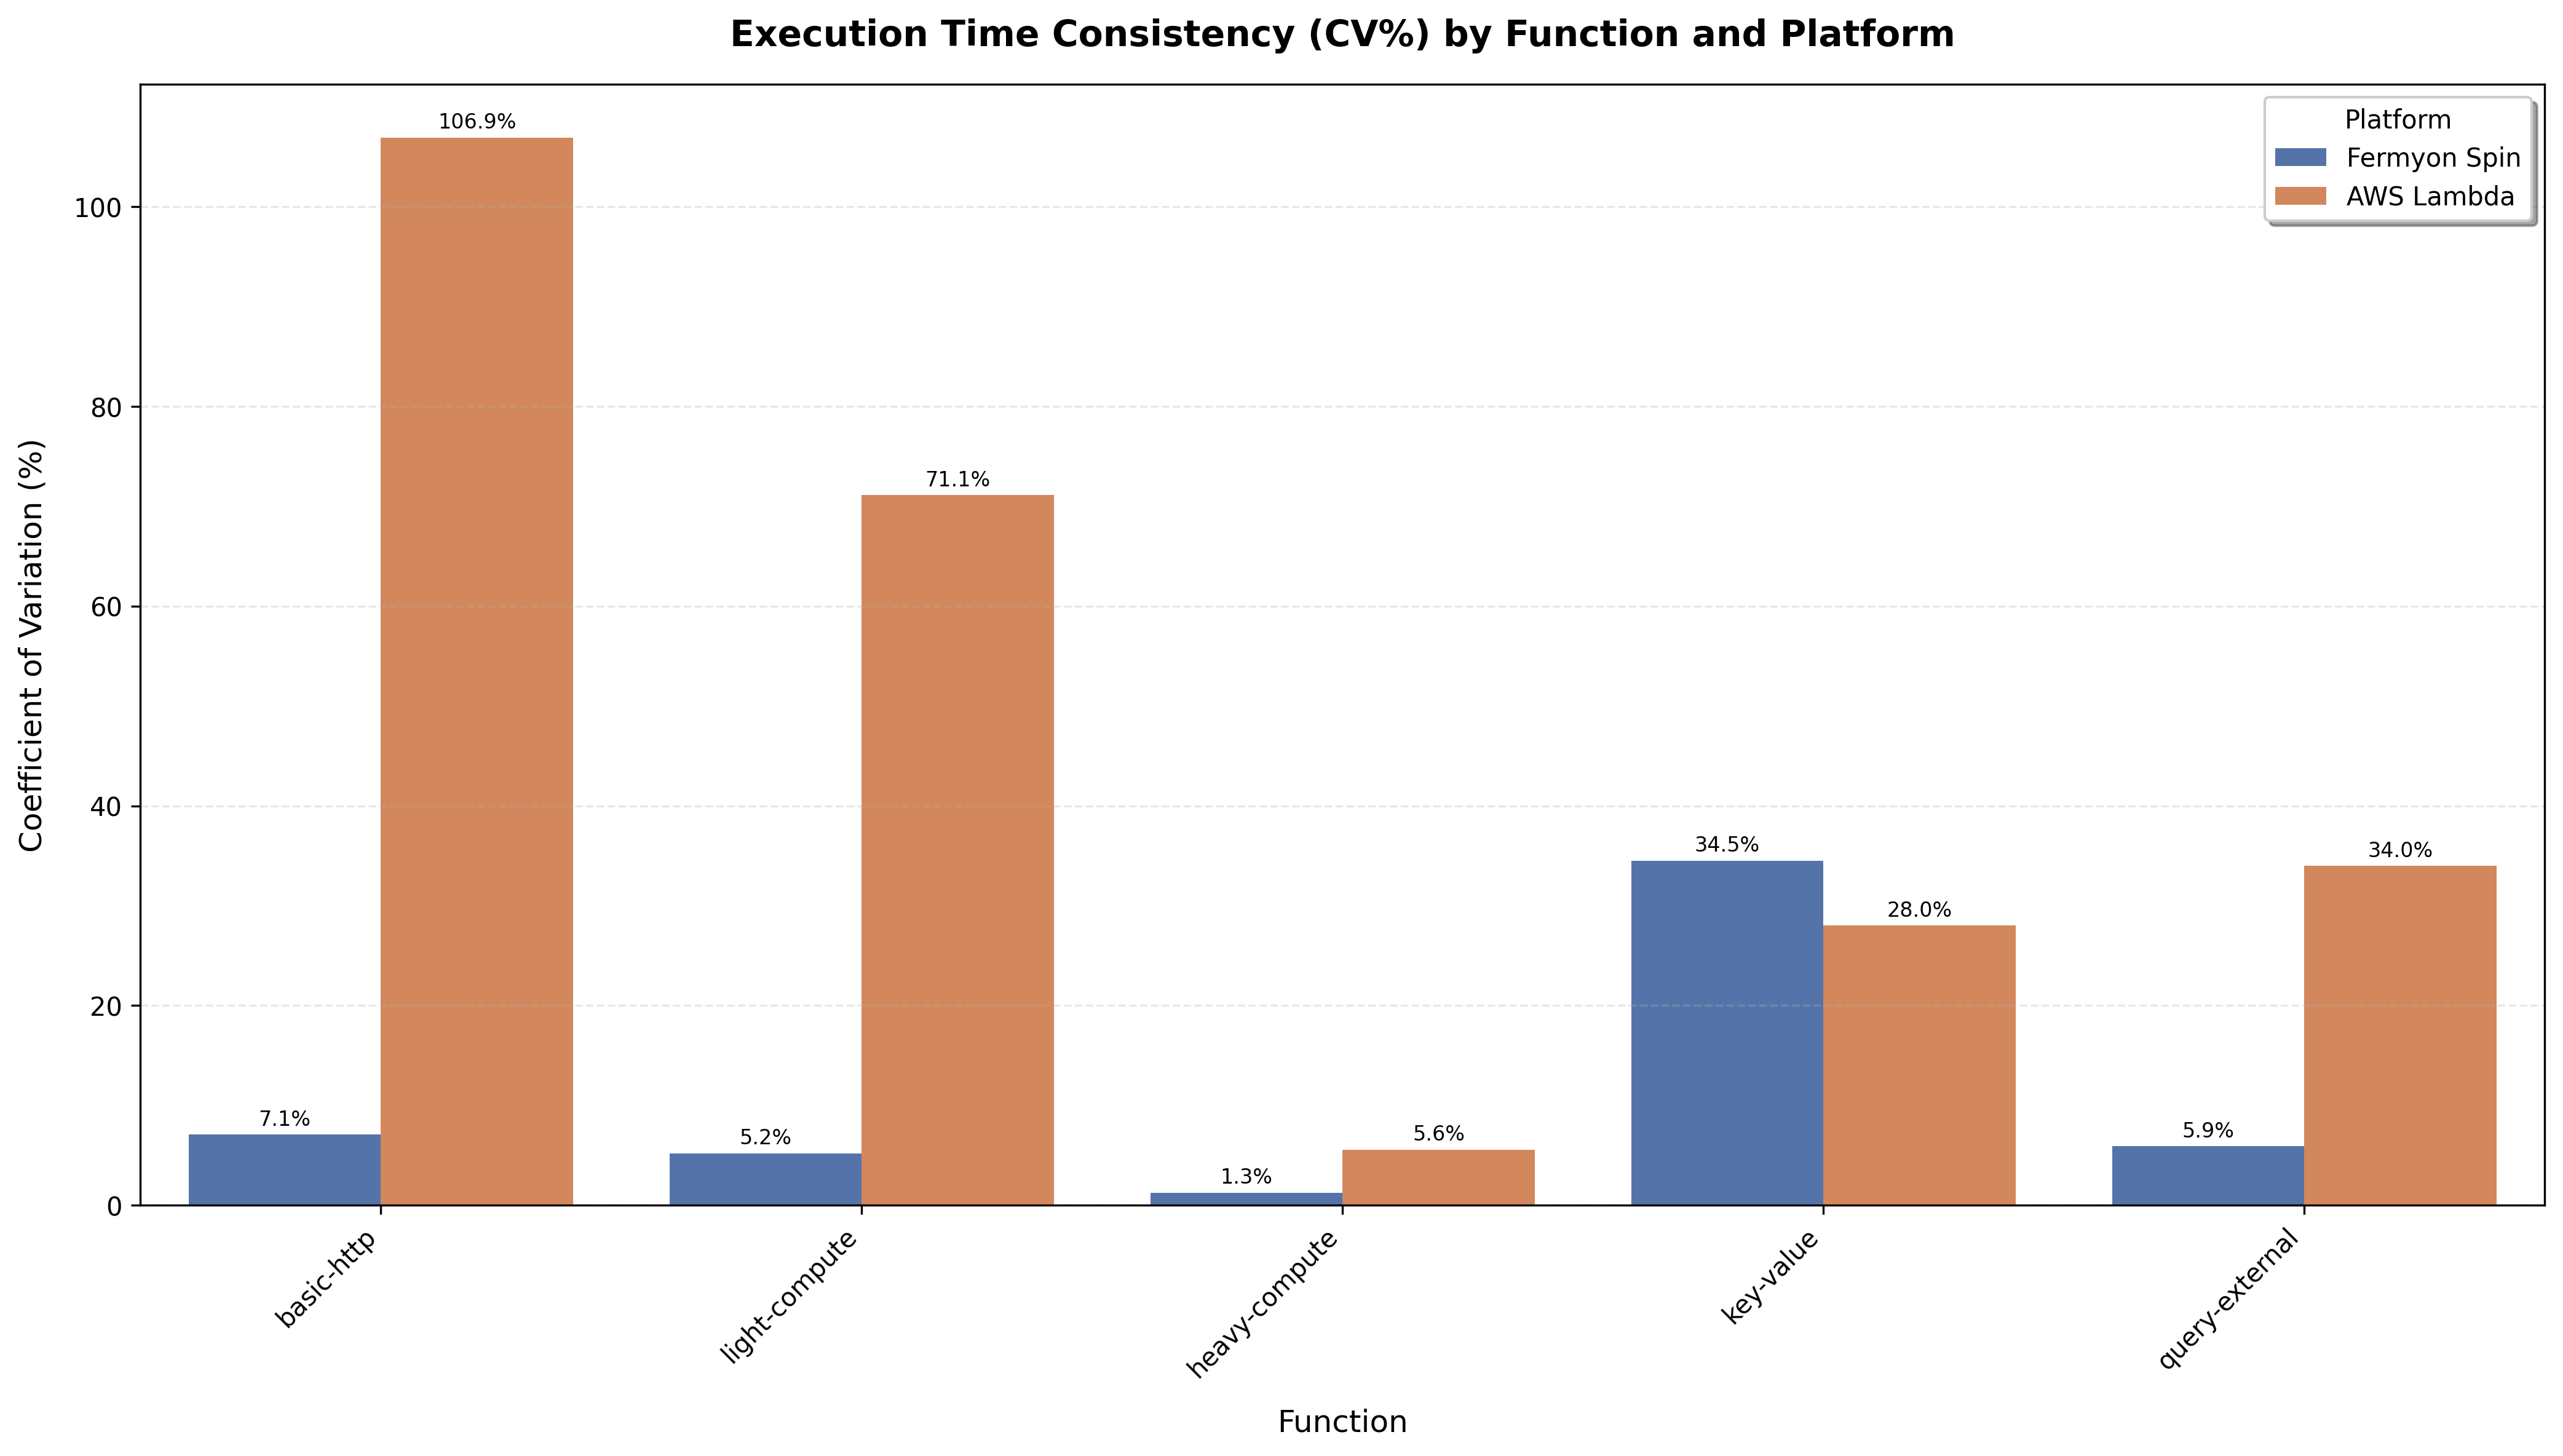 Execution Time Consistency (CV%) by Function and Platform
Platform
Fermyon Spin
AWS Lambda
Coefficient of Variation (%)
100
80
60
40
20
0
106.9%
71.1%
34.5%
28.0%
34.0%
7.1%
5.2%
1.3%
5.6%
5.9%
basic-http
light-compute
heavy-compute
key-value
query-external
Function